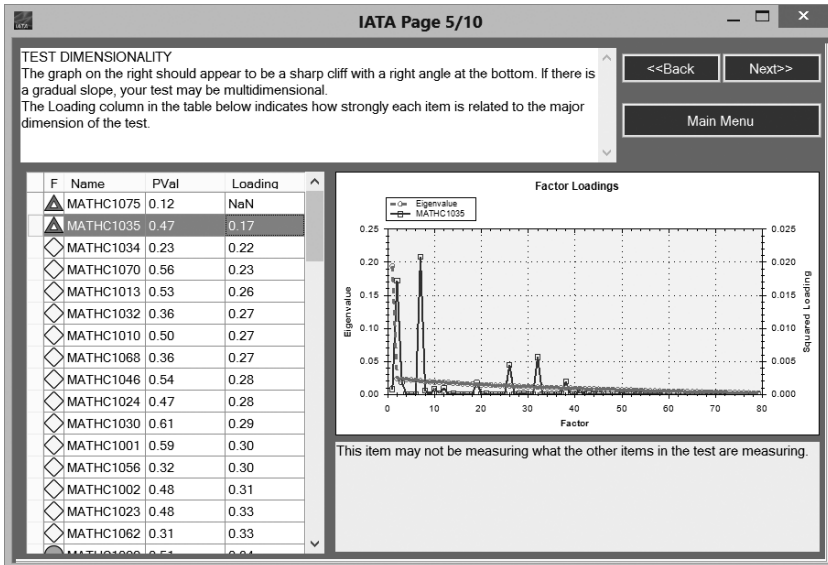 IATA
IATA Page 5/10
TEST DIMENSIONALITY
The graph on the right should appear to be a sharp cliff with a right angle at the bottom. If there is
a gradual slope, your test may be multidimensional.
The Loading column in the table below indicates how strongly each item is related to the major
dimension of the test.
<<Back Next>>
Main Menu
F Name PVal Loading
MATHC1075 0.12 NaN
MATHC1035 0.47 0.17
MATHC1034 0.23 0.22
MATHC1070 0.56 0.23
MATHC1013 0.53 0.26
MATHC1032 0.36 0.27
MATHC1010 0.50 0.27
MATHC1068 0.36 0.27
MATHC1046 0.54 0.28
MATHC1024 0.47 0.28
MATHC1030 0.61 0.29
MATHC1001 0.59 0.30
MATHC1056 0.32 0.30
MATHC1002 0.48 0.31
MATHC1023 0.48 0.33
MATHC1062 0.31 0.33
Factor Loadings
Eigenvalue
MATHC1035
0.25 0.025
0.20 0.020
0.15 0.015
0.10 0.010
0.05 0.005
0.00 0.000
Eigenvalue
Squared Loading
0 10 20 30 40 50 60 70 80
Factor
This item may not be measuring what the other items in the test are measuring.